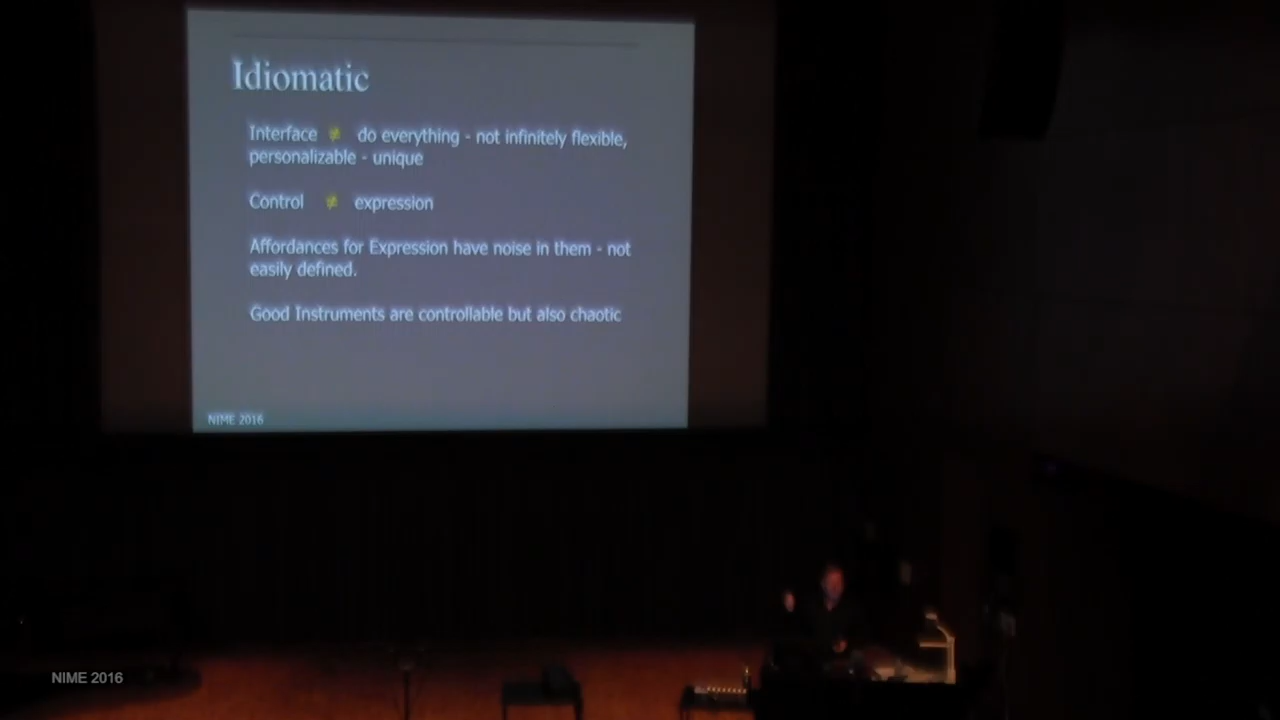 Idiomatic
Interface ≠ do everything - not infinitely flexible,
personalizable - unique
Control ≠ expression
Affordances for Expression have noise in them - not
easily defined.
Good Instruments are controllable but also chaotic
NIME 2016
NIME 2016